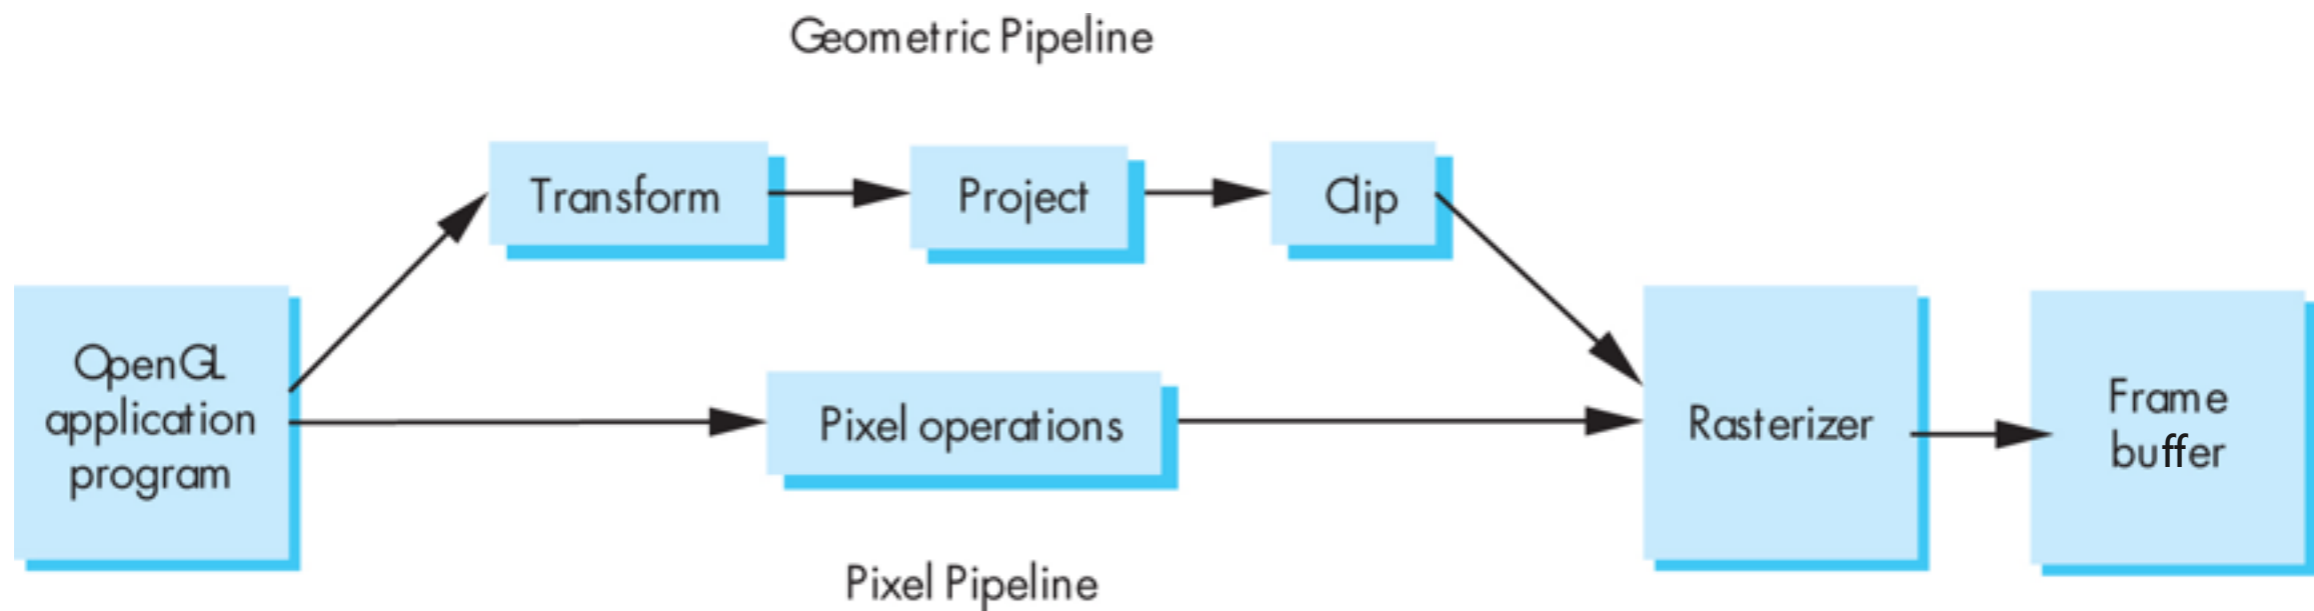 Geometric Pipeline
Transform
Project
Clip
OpenGL
application
program
Pixel operations
Rasterizer
Frame
buffer
Pixel Pipeline